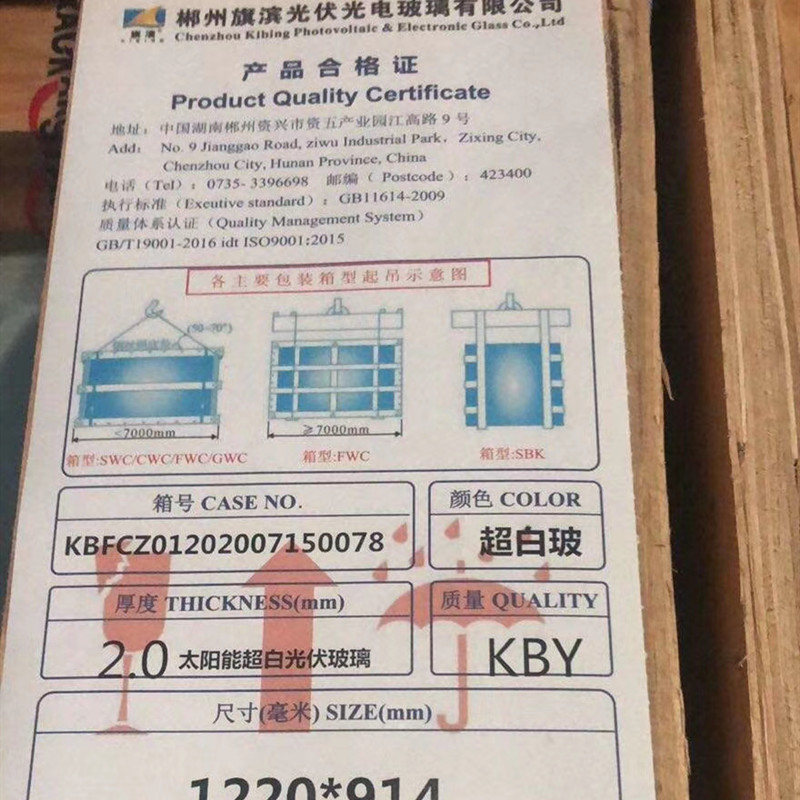 郴州旗滨光伏光电玻璃有限公司
Chenzhou Kibing Photovoltaic & Electronic Glass Co.,Ltd
旗滨
产品合格证
Product Quality Certificate
地址：中国湖南郴州资兴市资五产业园江高路9号
Add: No. 9 Jianggao Road, ziwu Industrial Park, Zixing City,
Chenzhou City, Hunan Province, China
电话（Tel）：0735-3396698 邮编（Postcode）：423400
执行标准（Exective standard）：GB11614-2009
质量体系认证（Quality Management System）
GB/T19001-2016 idt ISO9001:2015
各主要包装箱型起吊示意图
(50~70°)
<7000mm
≥7000mm
箱型:SWC/CWC/FWC/GWC
箱型:FWC
箱型:SBK
箱号 CASE NO.
KBFCZ01202007150078
颜色 COLOR
超白玻
厚度 THICKNESS(mm)
2.0 太阳能超白光伏玻璃
质量 QUALITY
KBY
尺寸(毫米) SIZE(mm)
1220*914